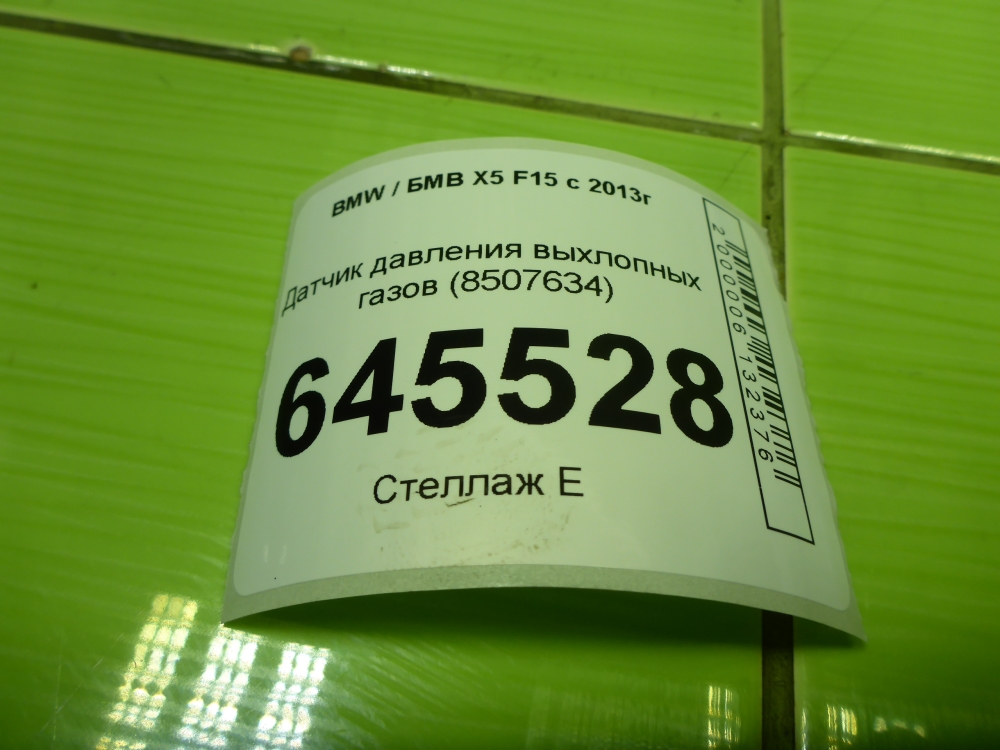 BMW / БМВ X5 F15 с 2013г
Датчик давления выхлопных
газов (8507634)
645528
Стеллаж Е
2000006132376